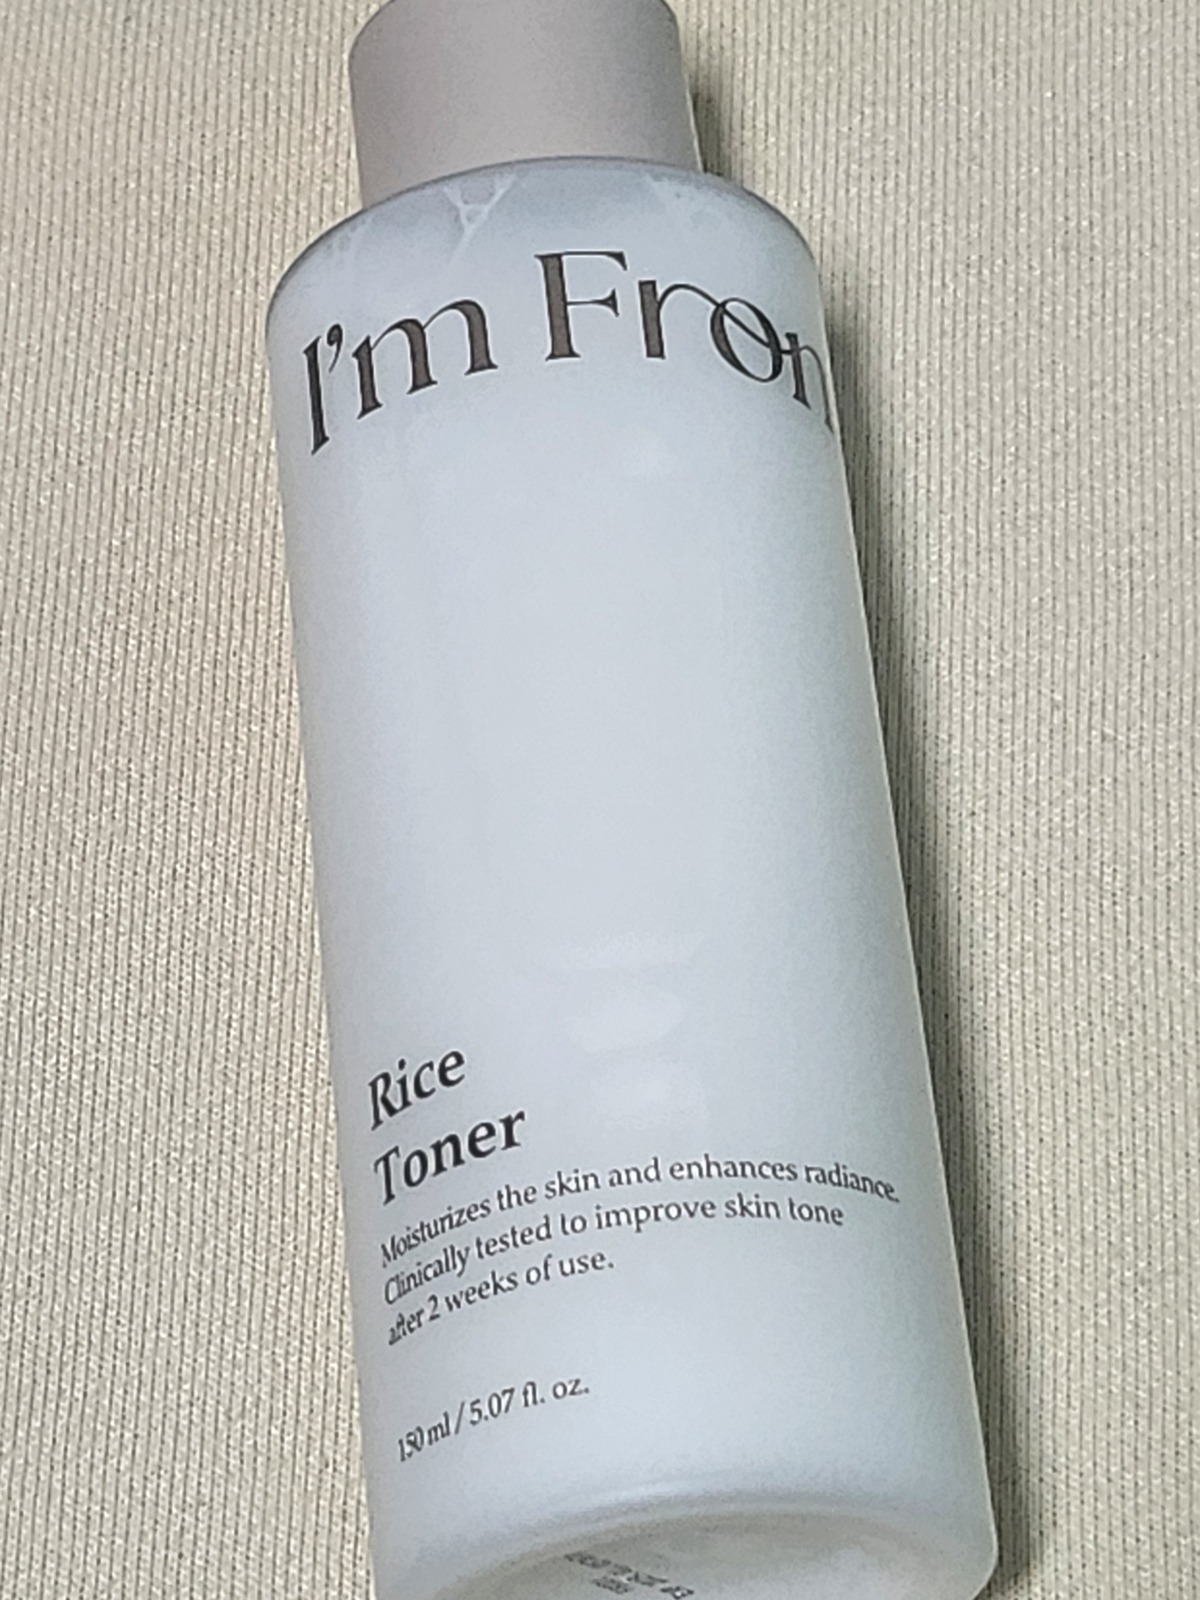 I'm From
Rice
Toner
Moisturizes the skin and enhances radiance.
Clinically tested to improve skin tone
after 2 weeks of use.
150 ml / 5.07 fl. oz.